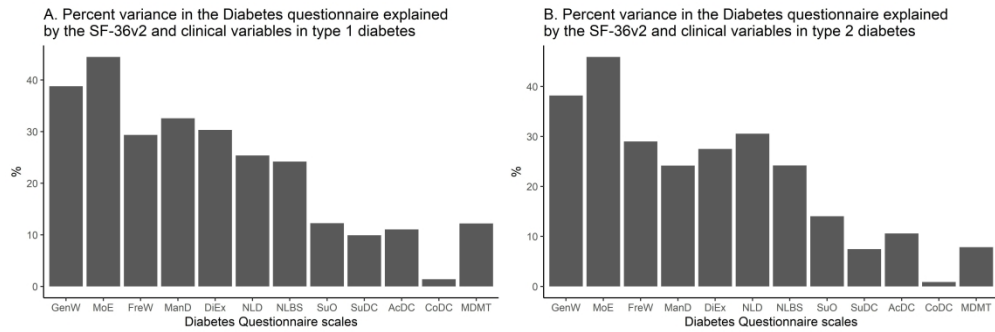 A. Percent variance in the Diabetes questionnaire explained
by the SF-36v2 and clinical variables in type 1 diabetes
%
40
30
20
10
0
GenW MoE FreW ManD DiEx NLD NLBS SuO SuDC AcDC CoDC MDMT
Diabetes Questionnaire scales
B. Percent variance in the Diabetes questionnaire explained
by the SF-36v2 and clinical variables in type 2 diabetes
%
40
30
20
10
0
GenW MoE FreW ManD DiEx NLD NLBS SuO SuDC AcDC CoDC MDMT
Diabetes Questionnaire scales